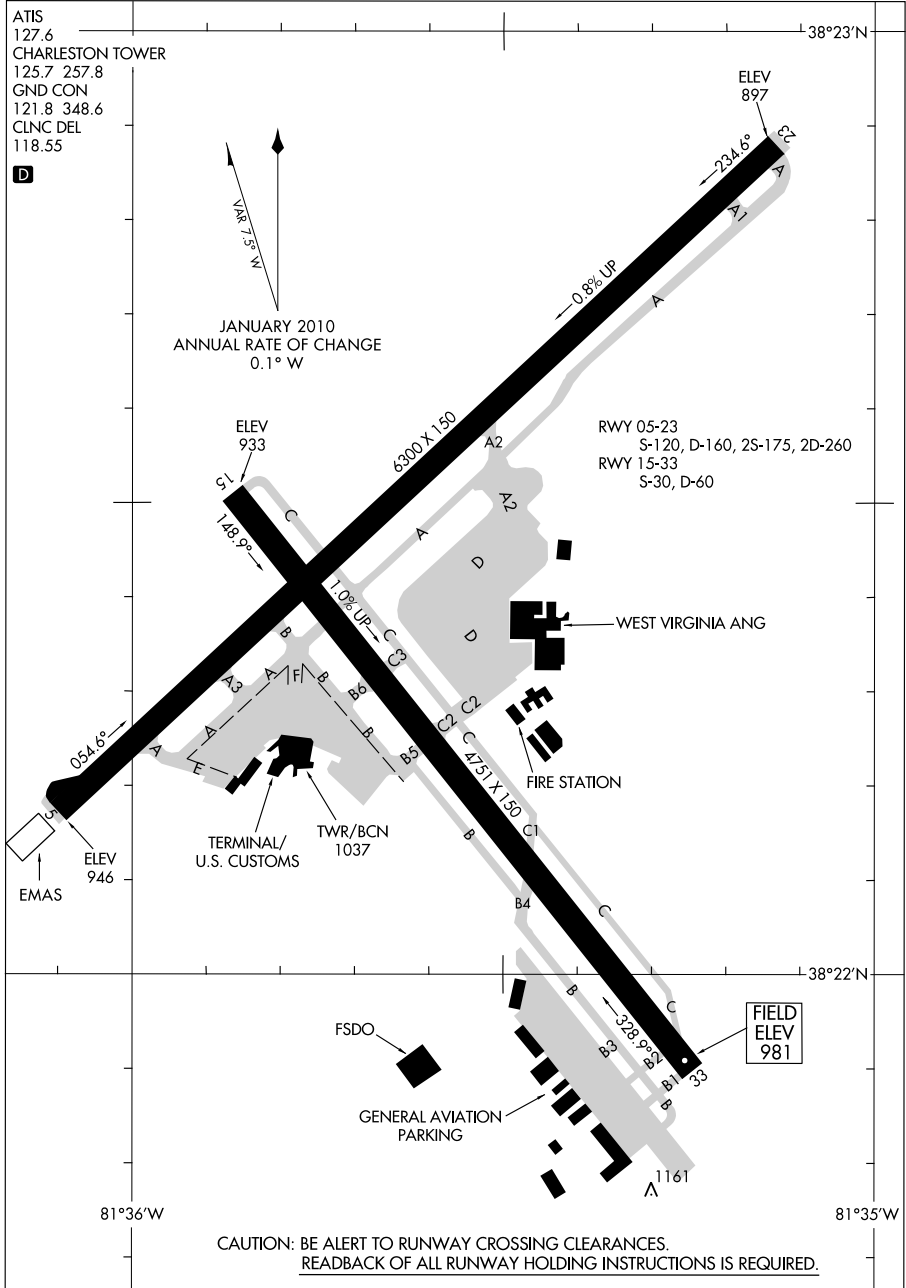 ATIS
127.6
CHARLESTON TOWER
125.7 257.8
GND CON
121.8 348.6
CLNC DEL
118.55
D
38°23'N
ELEV
897
23
234.6°
A
A1
VAR 7.5° W
0.8% UP
A
JANUARY 2010
ANNUAL RATE OF CHANGE
0.1° W
ELEV
933
6300 X 150
A2
RWY 05-23
S-120, D-160, 2S-175, 2D-260
RWY 15-33
S-30, D-60
15
C
A2
148.9°
A
D
1.0% UP
C
D
WEST VIRGINIA ANG
B
C3
A
F
B
A3
B6
A
C2
C2
054.6°
B
C
A
B5
E
4751 X 150
FIRE STATION
5
TERMINAL/
U.S. CUSTOMS
TWR/BCN
1037
B
C1
ELEV
946
EMAS
B4
C
38°22'N
B
C
328.9°
FIELD
ELEV
981
FSDO
B3
B2
B1
33
B
GENERAL AVIATION
PARKING
1161
81°36'W
81°35'W
CAUTION: BE ALERT TO RUNWAY CROSSING CLEARANCES.
READBACK OF ALL RUNWAY HOLDING INSTRUCTIONS IS REQUIRED.